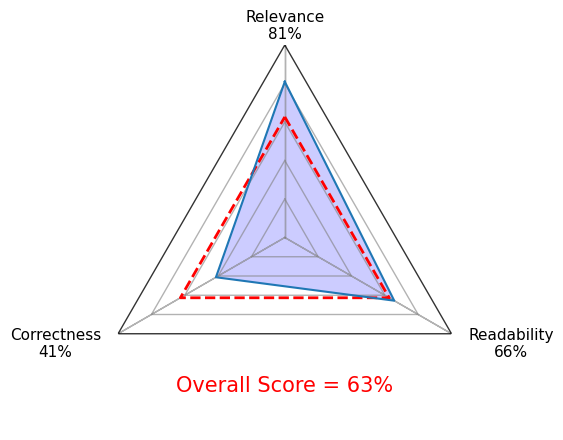 Relevance
81%
Correctness
41%
Readability
66%
Overall Score = 63%